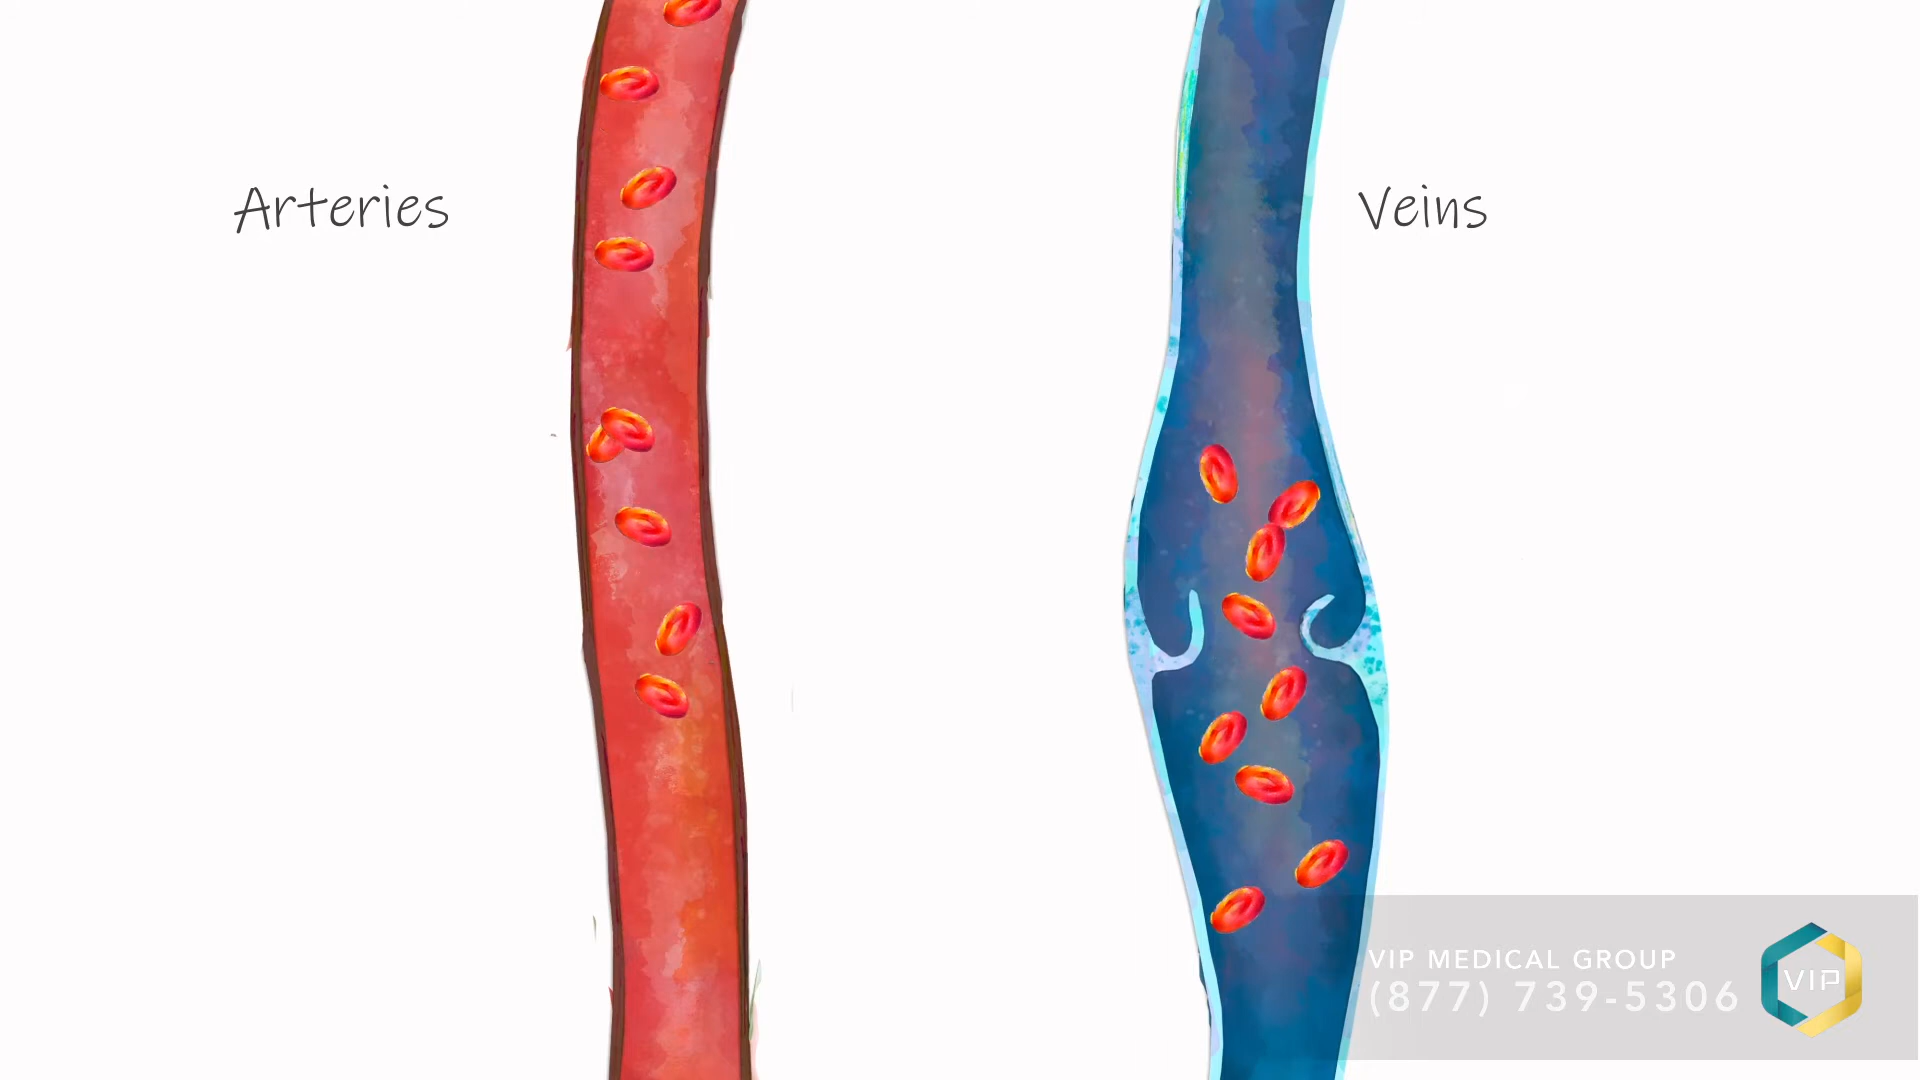 Arteries
Veins
VIP MEDICAL GROUP
(877) 739-5306
VIP